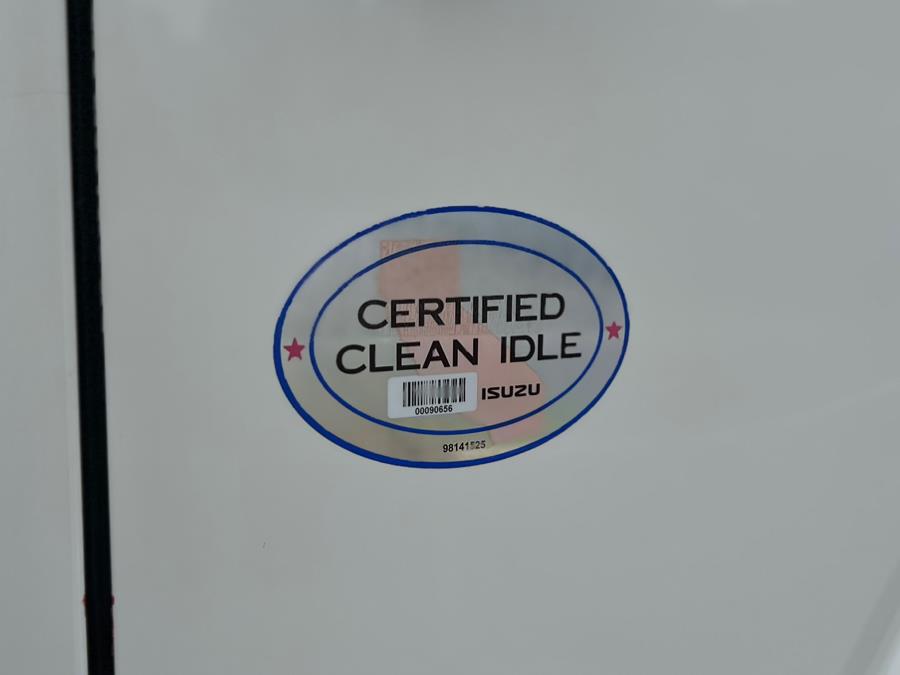 CERTIFIED
CLEAN IDLE
ISUZU
00090656
98141525